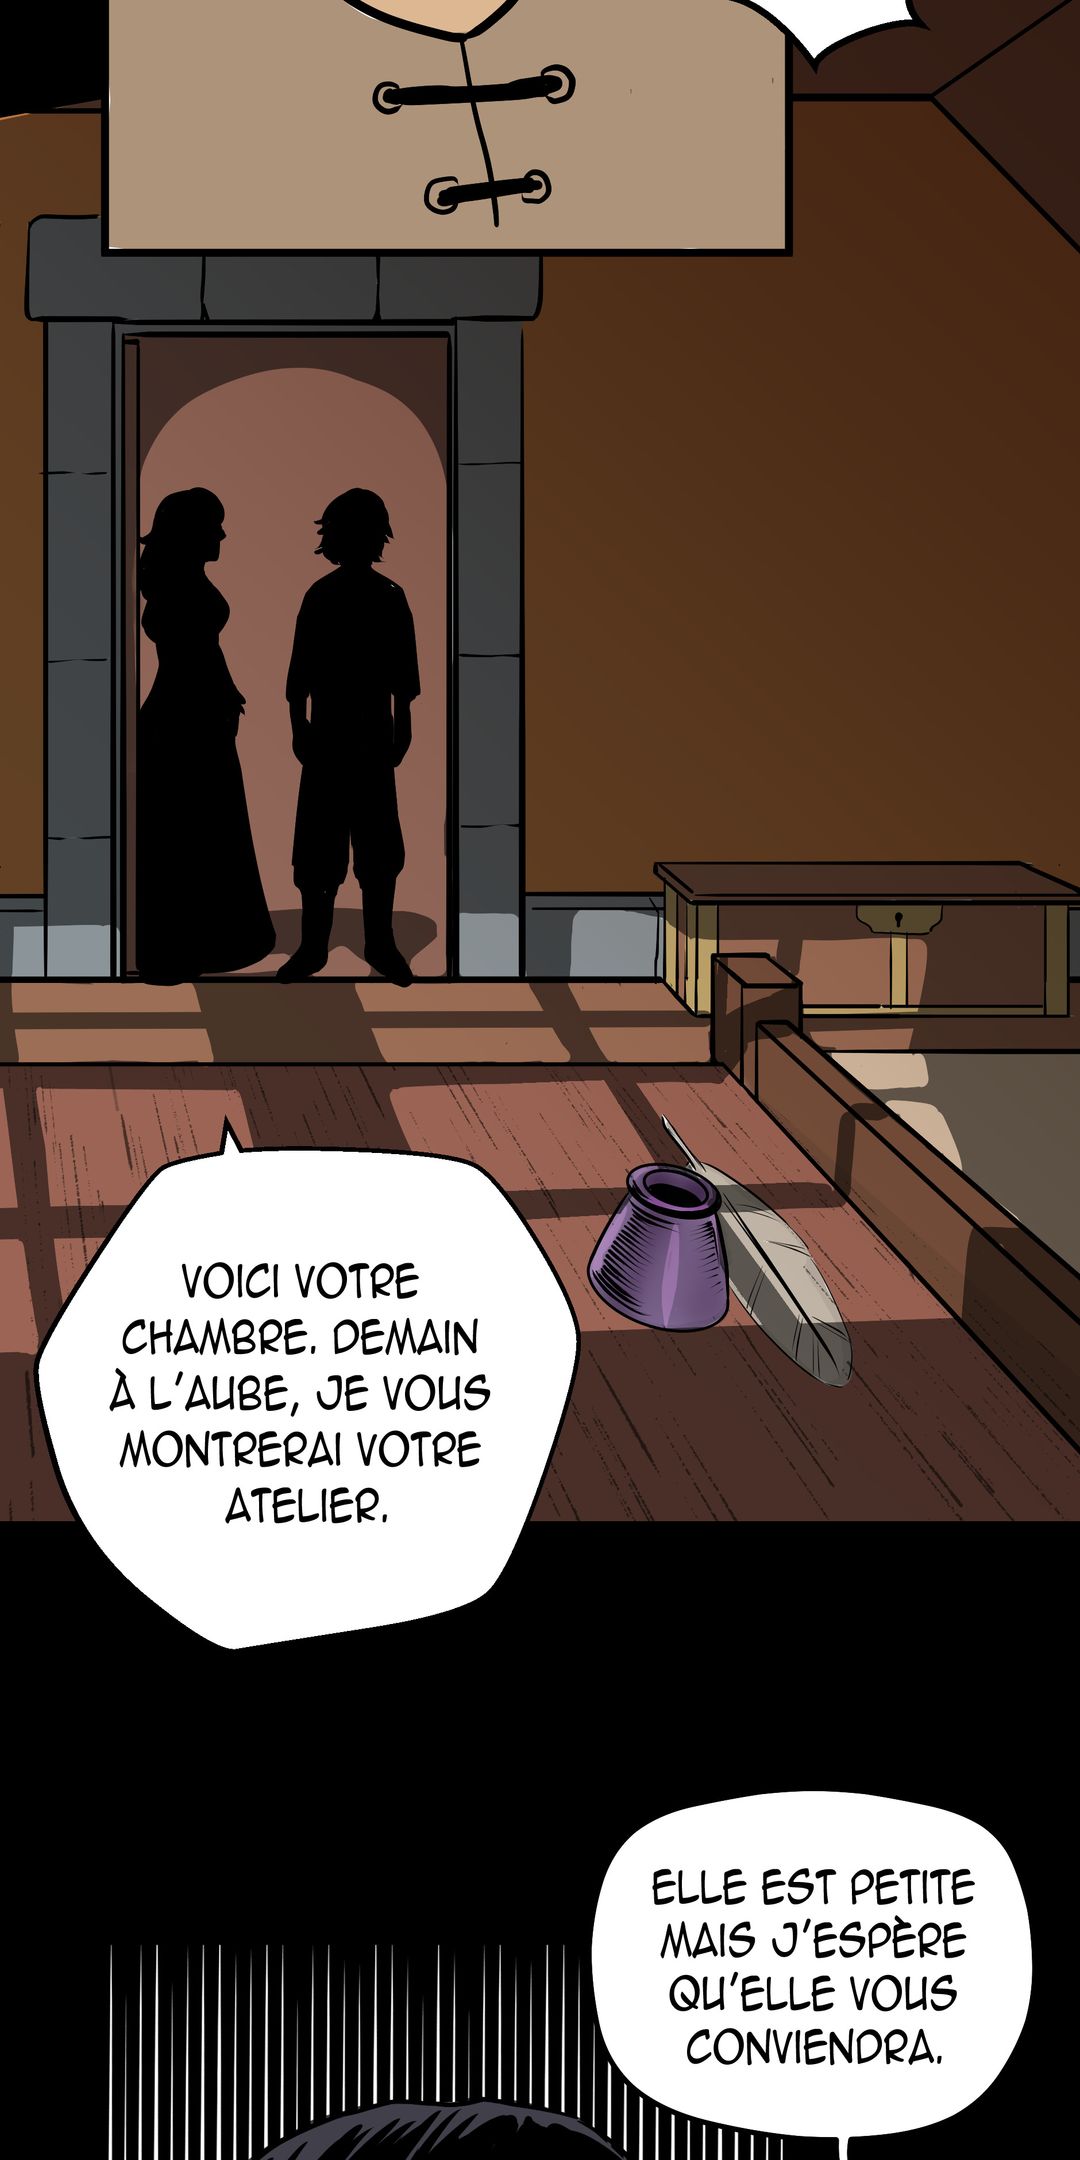 VOICI VOTRE
CHAMBRE. DEMAIN
À L'AUBE, JE VOUS
MONTRERAI VOTRE
ATELIER.
ELLE EST PETITE
MAIS J'ESPÈRE
QU'ELLE VOUS
CONVIENDRA.